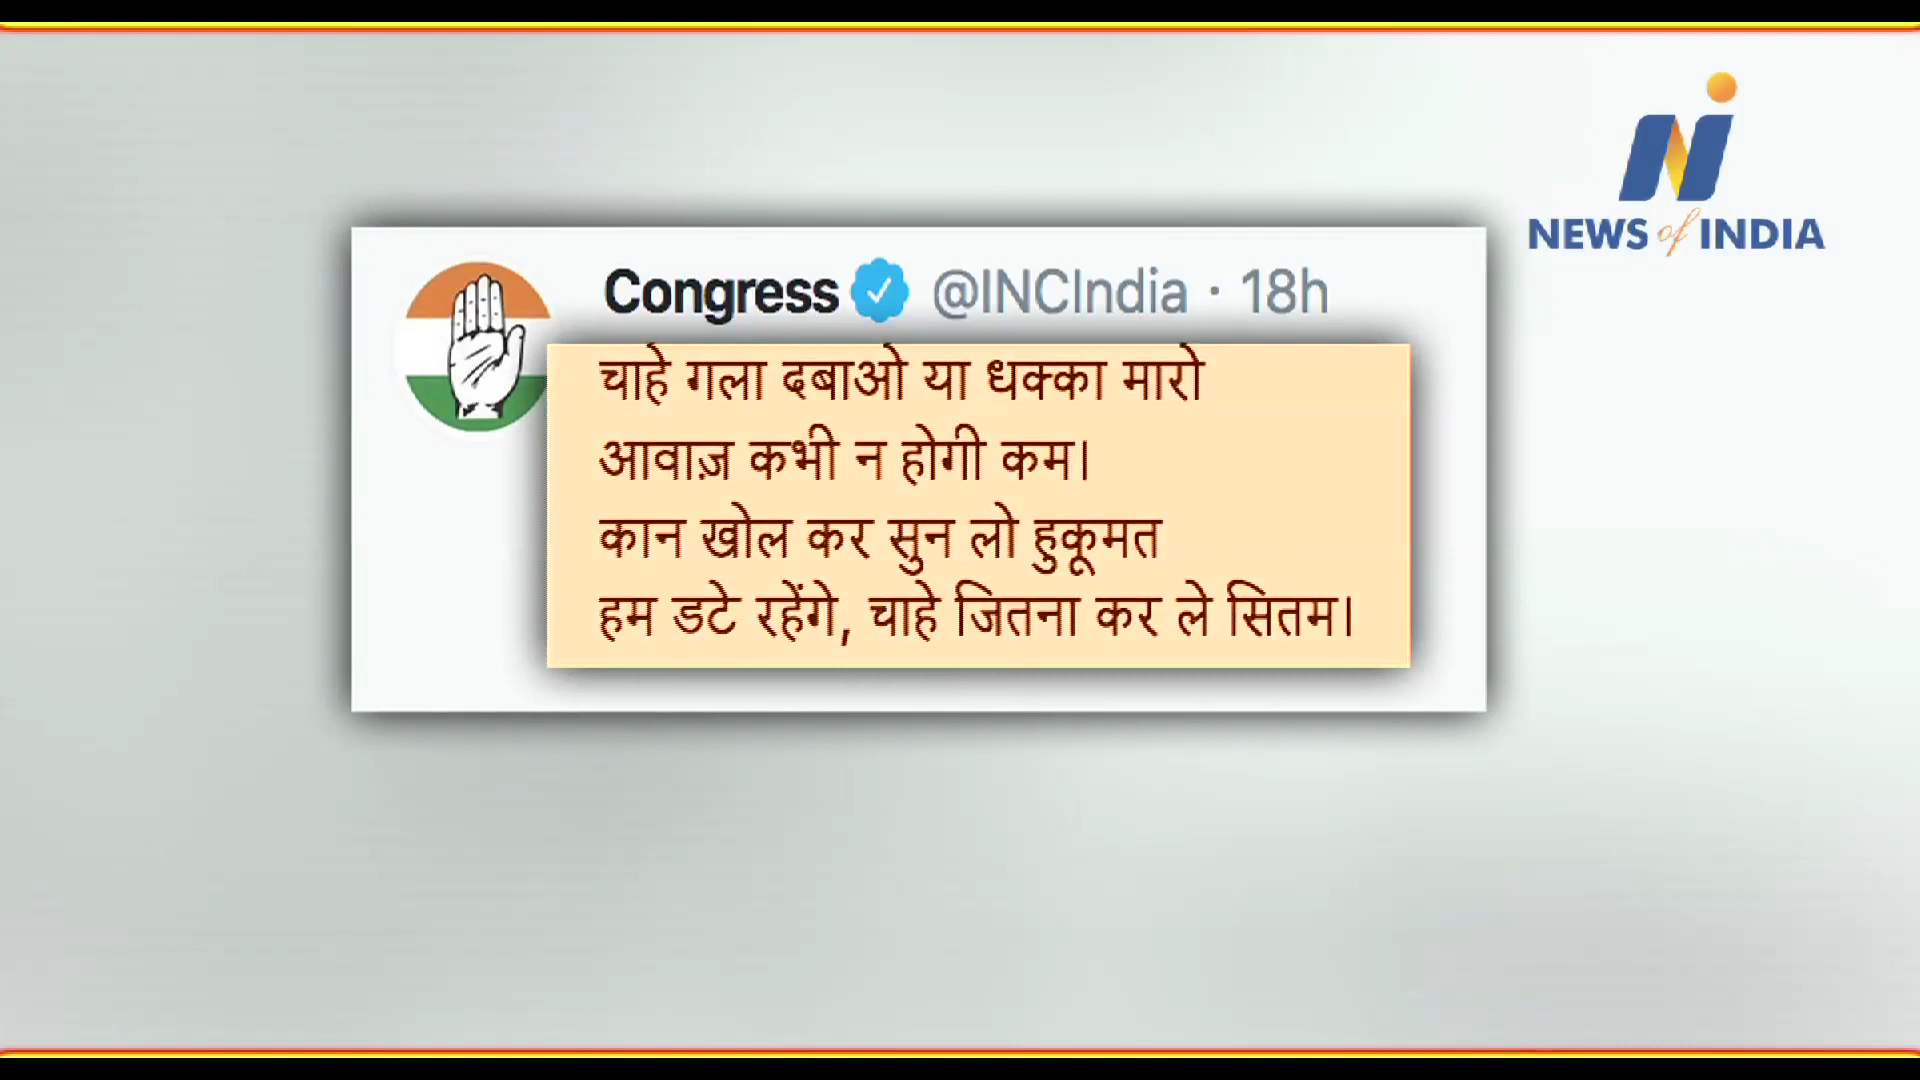 NEWS of INDIA
Congress @INCIndia · 18h
चाहे गला दबाओ या धक्का मारो
आवाज़ कभी न होगी कम।
कान खोल कर सुन लो हुकूमत
हम डटे रहेंगे, चाहे जितना कर ले सितम।